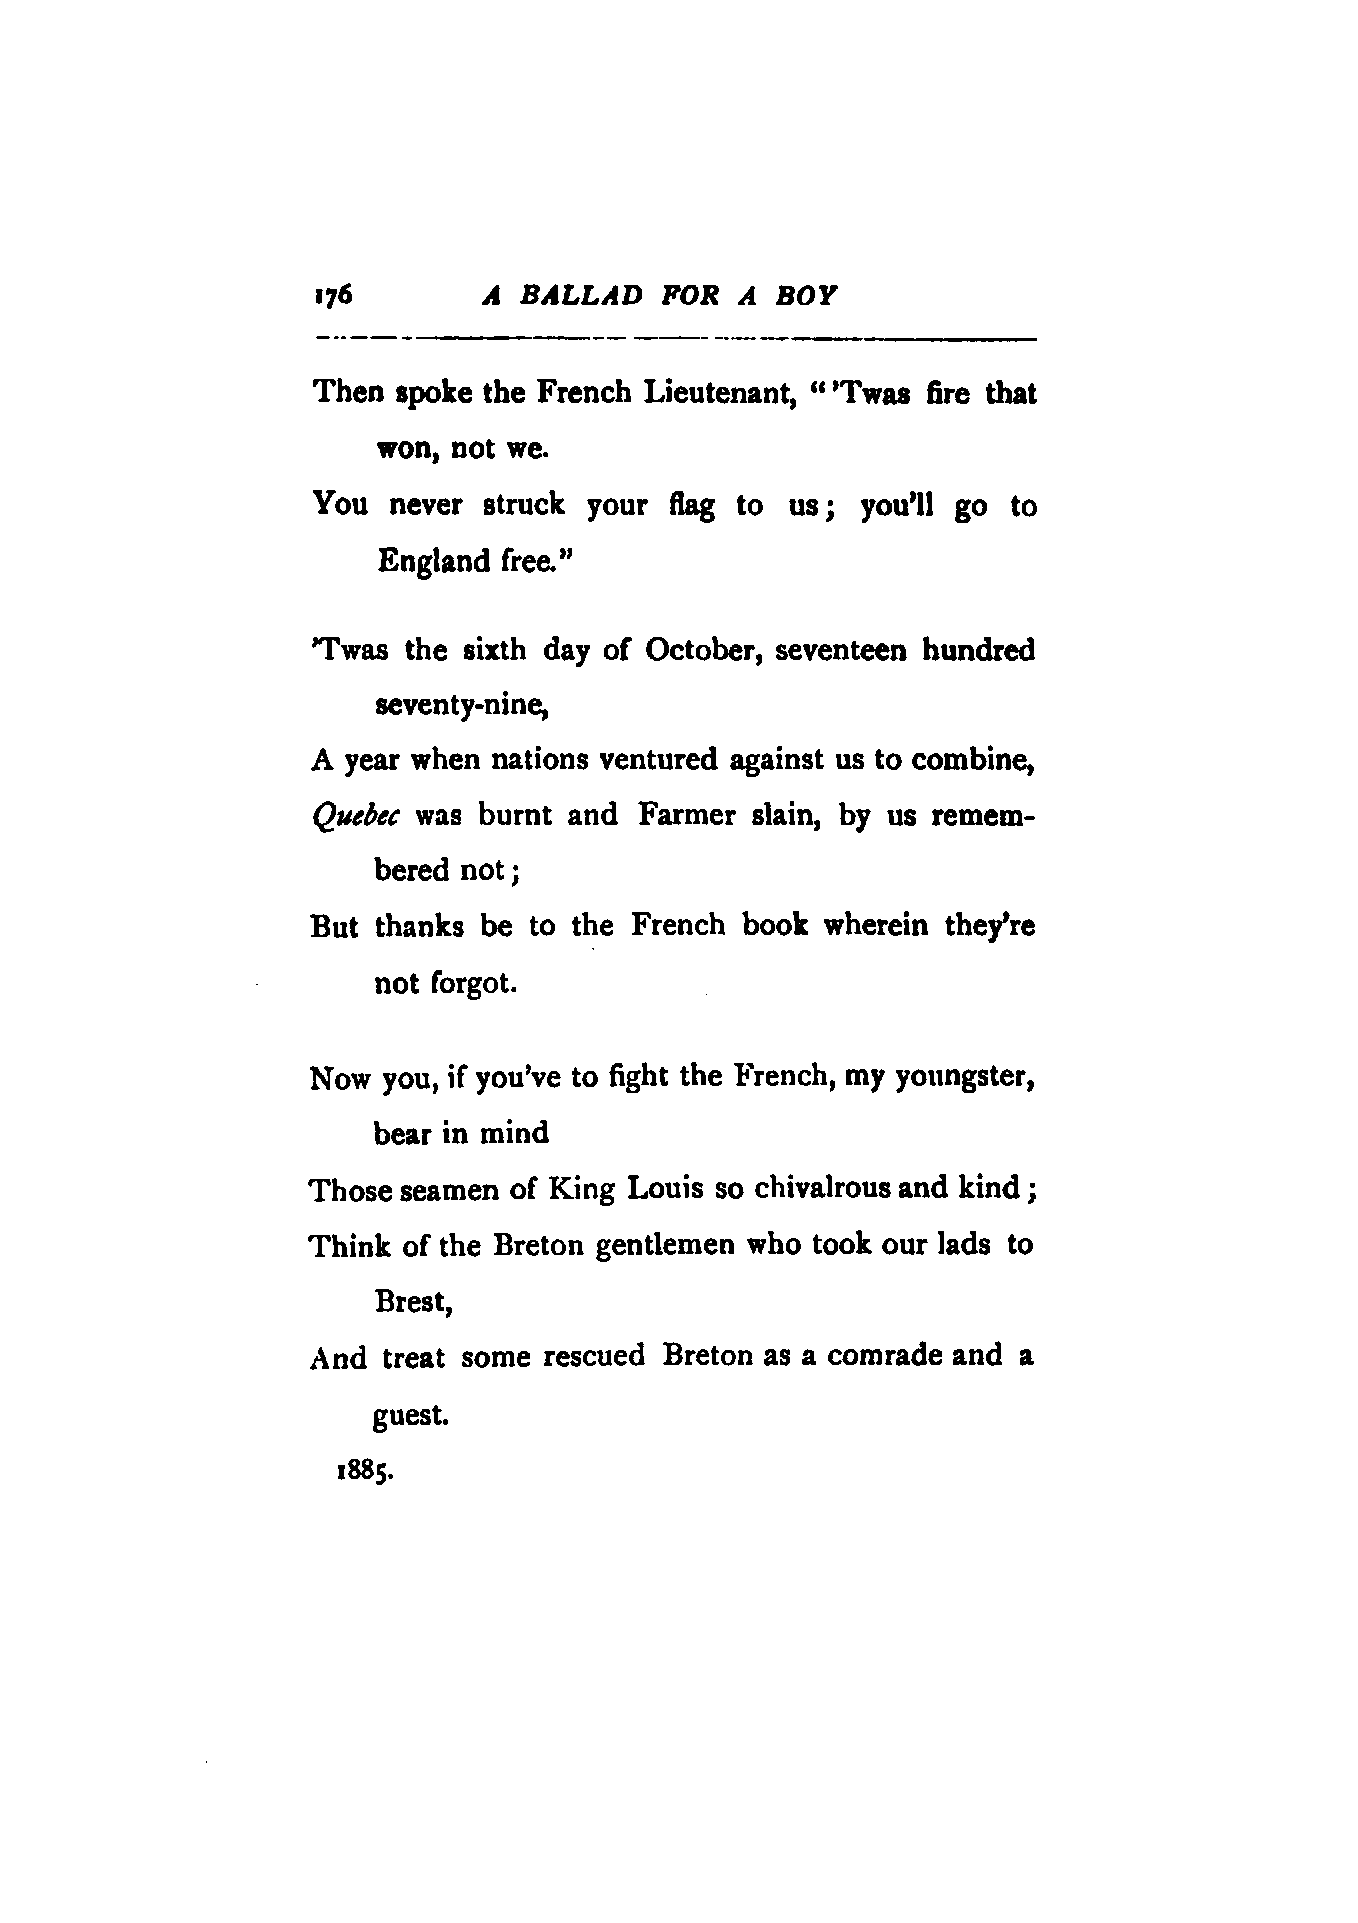 176 A BALLAD FOR A BOY
Then spoke the French Lieutenant, “ ’Twas fire that
won, not we.
You never struck your flag to us; you’ll go to
England free.”
’Twas the sixth day of October, seventeen hundred
seventy-nine,
A year when nations ventured against us to combine,
Quebec was burnt and Farmer slain, by us remem-
bered not;
But thanks be to the French book wherein they’re
not forgot.
Now you, if you’ve to fight the French, my youngster,
bear in mind
Those seamen of King Louis so chivalrous and kind;
Think of the Breton gentlemen who took our lads to
Brest,
And treat some rescued Breton as a comrade and a
guest.
1885.